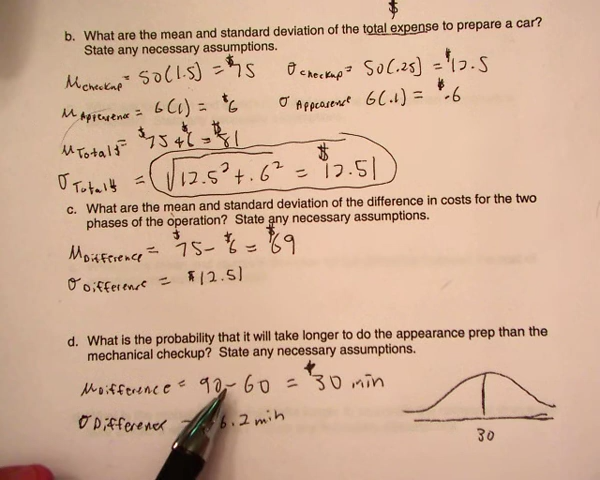 $
b. What are the mean and standard deviation of the total expense to prepare a car?
State any necessary assumptions.
μcheckup = 50(1.5) = $75 σcheckup = 50(.25) = $12.5
μAppearence = 6(1) = $6 σAppearence 6(.1) = $.6
μTotal$ = $75 + $6 = $81
σTotal$ = √12.5² + .6² = $12.51
c. What are the mean and standard deviation of the difference in costs for the two
phases of the operation? State any necessary assumptions.
μDifference = $75 - $6 = $69
σDifference = $12.51
d. What is the probability that it will take longer to do the appearance prep than the
mechanical checkup? State any necessary assumptions.
μDifference = 90 - 60 = 30 min
σDifference 6.2 min
30